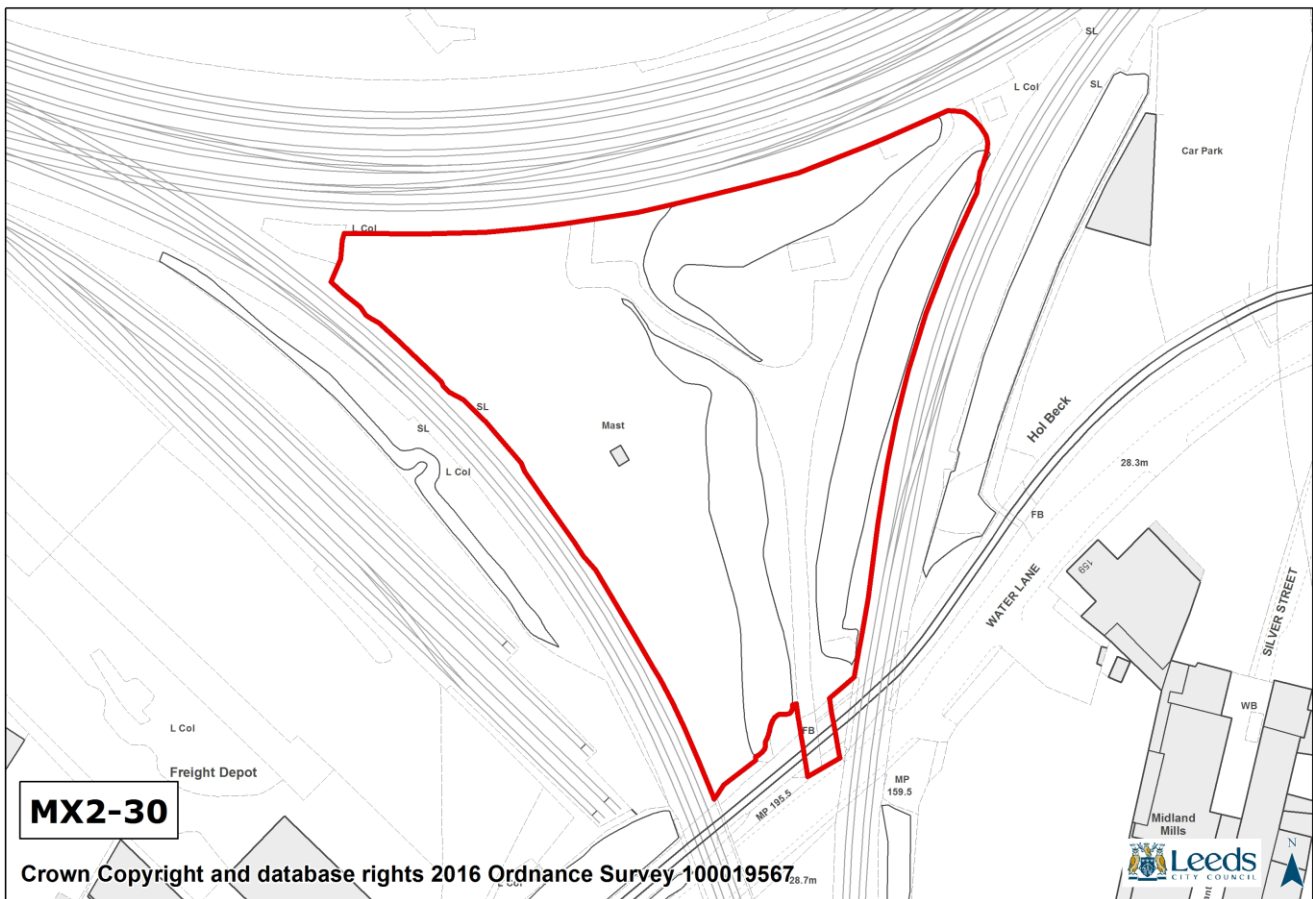 SL
L Col
SL
Car Park
L Col
SL
Mast
SL
L Col
Hol Beck
28.3m
FB
159
WATER LANE
SILVER STREET
WB
FB
L Col
Freight Depot
MP
159.5
MP 195.5
MX2-30
Midland
Mills
Leeds
CITY COUNCIL
N
Crown Copyright and database rights 2016 Ordnance Survey 100019567
28.7m